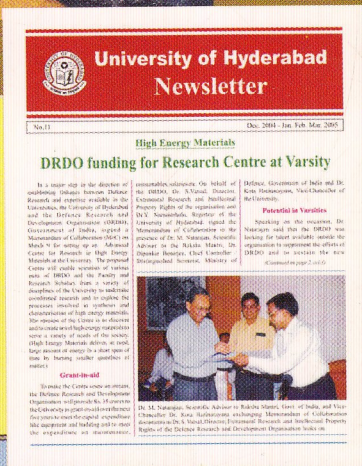 University of Hyderabad
Newsletter
No.11
Dec. 2004 - Jan. Feb. Mar. 2005
High Energy Materials
DRDO funding for Research Centre at Varsity
In a major step in the direction of
establishing linkages between Defence
Research and expertise available in the
Universities, the University of Hyderabad
and the Defence Research and
Development Organisation (DRDO),
Government of India, signed a
Memorandum of Collaboration (MoC) on
March for setting up an Advanced
Centre for Research in High Energy
Materials at the University. The proposed
Centre will enable scientists of various
units of DRDO and the Faculty and
Research Scholars from a variety of
disciplines of the University to undertake
coordinated research and to explore the
processes involved in synthesis and
characterisation of high energy materials.
The mission of the Centre is to discover
and create novel high energy materials to
serve a variety of needs of the society.
(High Energy Materials deliver, at need,
large amount of energy in a short span of
time by burning smaller quantities of
matter.)
Grant-in-aid
To make the Centre come on stream,
the Defence Research and Development
Organisation will provide Rs. crores to
the University as grant-in-aid over the next
five years to meet the capital expenditure
like equipment and building and to meet
the expenditure on maintenance,
consumables, salaries etc. On behalf of
the DRDO, Dr. S. Director,
Extramural Research and Intellectual
Property Rights of the organisation and
Registrar of the
University of Hyderabad signed the
Memorandum of Collaboration in the
presence of Dr. M. Natarajan, Scientific
Advisor to the Raksha Mantri, Dr.
Dipankar Banerjee, Chief Controller
Distinguished Scientist, Ministry of
Defence, Government of India and Dr.
Kota Harinarayana, Vice-Chancellor of
the University.
Potential in Varsities
Speaking on the occasion, Dr.
Natarajan said that the DRDO was
looking for talent available outside the
organisation to supplement the efforts of
DRDO and to sustain the new
(Continued on page 2 col.1)
Dr. M. Natarajan, Scientific Advisor to Raksha Mantri, Govt. of India, and Vice-
Chancellor Dr. Kota Harinarayana exchanging Memorandum of Collaboration
documents as Dr. S. Director, Extramural Research and Intellectual Property
Rights of the Defence Research and Development Organisation looks on.